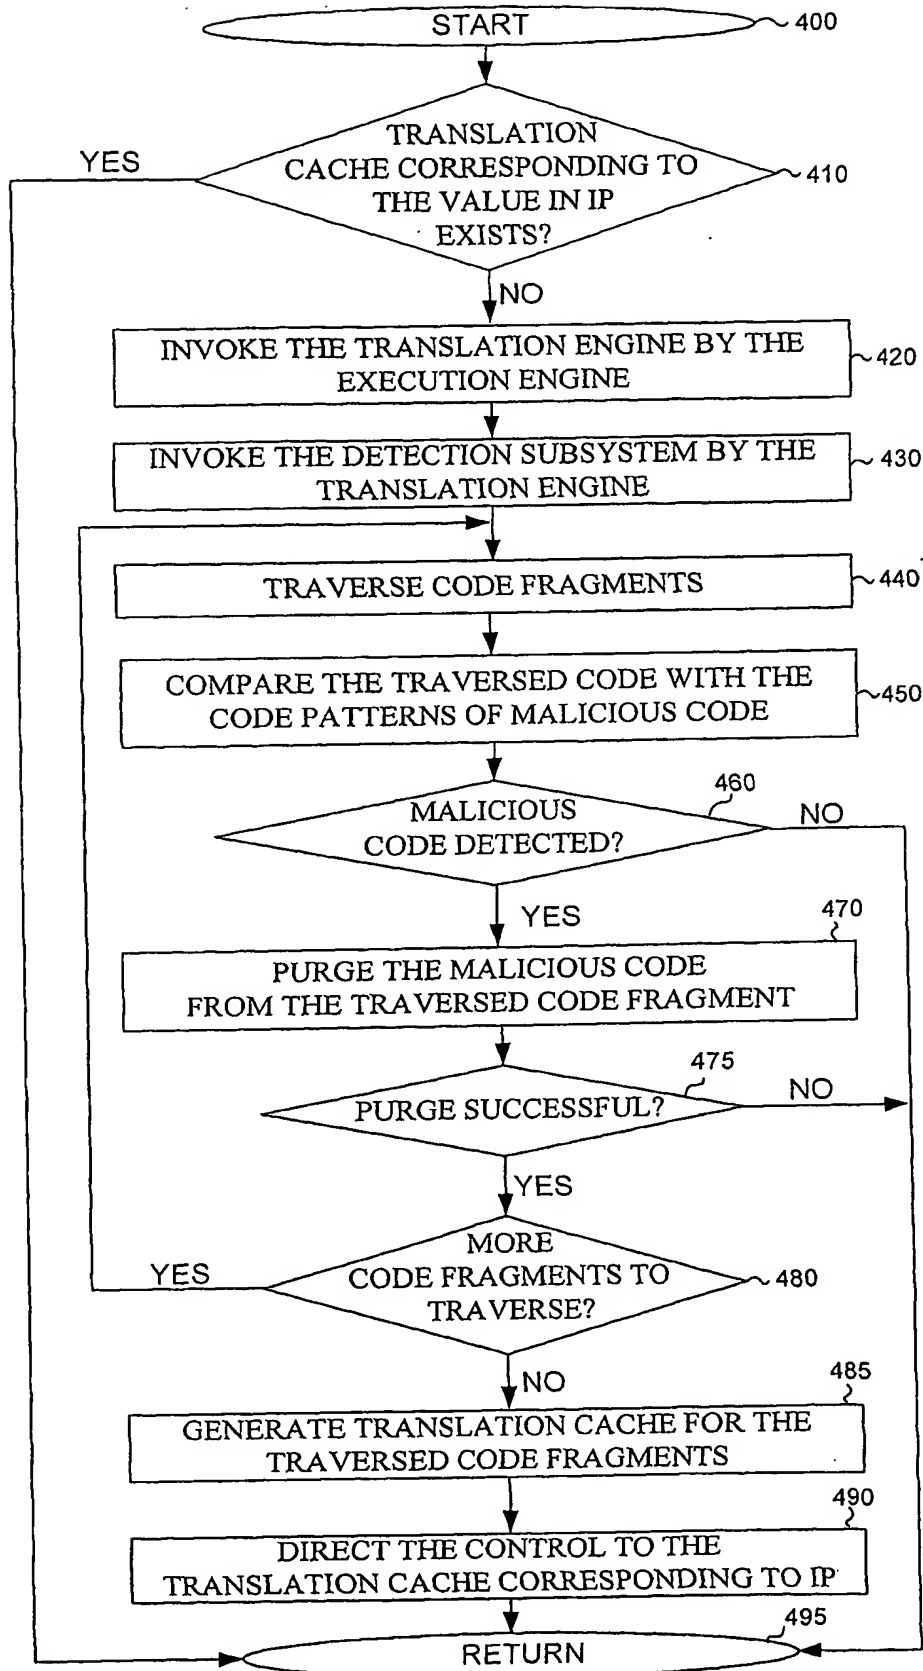 START
400
TRANSLATION
CACHE CORRESPONDING TO
THE VALUE IN IP
EXISTS?
410
YES
NO
INVOKE THE TRANSLATION ENGINE BY THE
EXECUTION ENGINE
420
INVOKE THE DETECTION SUBSYSTEM BY THE
TRANSLATION ENGINE
430
TRAVERSE CODE FRAGMENTS
440
COMPARE THE TRAVERSED CODE WITH THE
CODE PATTERNS OF MALICIOUS CODE
450
MALICIOUS
CODE DETECTED?
460
NO
YES
470
PURGE THE MALICIOUS CODE
FROM THE TRAVERSED CODE FRAGMENT
475
PURGE SUCCESSFUL?
NO
YES
MORE
CODE FRAGMENTS TO
TRAVERSE?
480
YES
NO
485
GENERATE TRANSLATION CACHE FOR THE
TRAVERSED CODE FRAGMENTS
490
DIRECT THE CONTROL TO THE
TRANSLATION CACHE CORRESPONDING TO IP
495
RETURN